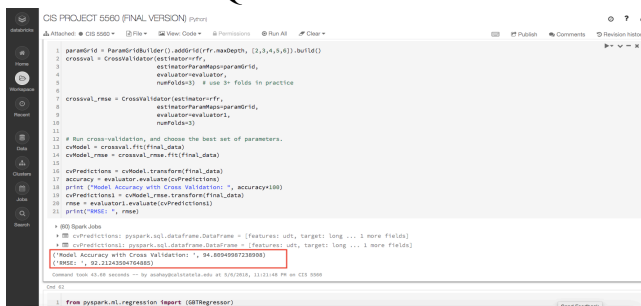 CIS PROJECT 5560 (FINAL VERSION) (Python)
databricks
Attached: CIS 5560
File
View: Code
Permissions
Run All
Clear
Publish
Comments
Revision histor
Home
Workspace
Recent
Data
Clusters
Jobs
Search
1 paramGrid = ParamGridBuilder().addGrid(rfr.maxDepth, [2,3,4,5,6]).build()
2 crossval = CrossValidator(estimator=rfr,
3 estimatorParamMaps=paramGrid,
4 evaluator=evaluator,
5 numFolds=3) # use 3+ folds in practice
6
7 crossval_rmse = CrossValidator(estimator=rfr,
8 estimatorParamMaps=paramGrid,
9 evaluator=evaluator1,
10 numFolds=3)
11
12 # Run cross-validation, and choose the best set of parameters.
13 cvModel = crossval.fit(final_data)
14 cvModel_rmse = crossval_rmse.fit(final_data)
15
16 cvPredictions = cvModel.transform(final_data)
17 accuracy = evaluator.evaluate(cvPredictions)
18 print ("Model Accuracy with Cross Validation: ", accuracy*100)
19 cvPredictions1 = cvModel_rmse.transform(final_data)
20 rmse = evaluator1.evaluate(cvPredictions1)
21 print("RMSE: ", rmse)
(60) Spark Jobs
cvPredictions: pyspark.sql.dataframe.DataFrame = [features: udt, target: long ... 1 more fields]
cvPredictions1: pyspark.sql.dataframe.DataFrame = [features: udt, target: long ... 1 more fields]
('Model Accuracy with Cross Validation: ', 94.80949987238908)
('RMSE: ', 92.21243504764885)
Command took 43.80 seconds -- by asahay@calstatela.edu at 5/6/2018, 11:21:48 PM on CIS 5560
Cmd 62
1 from pyspark.ml.regression import (GBTRegressor)
Send Feedback